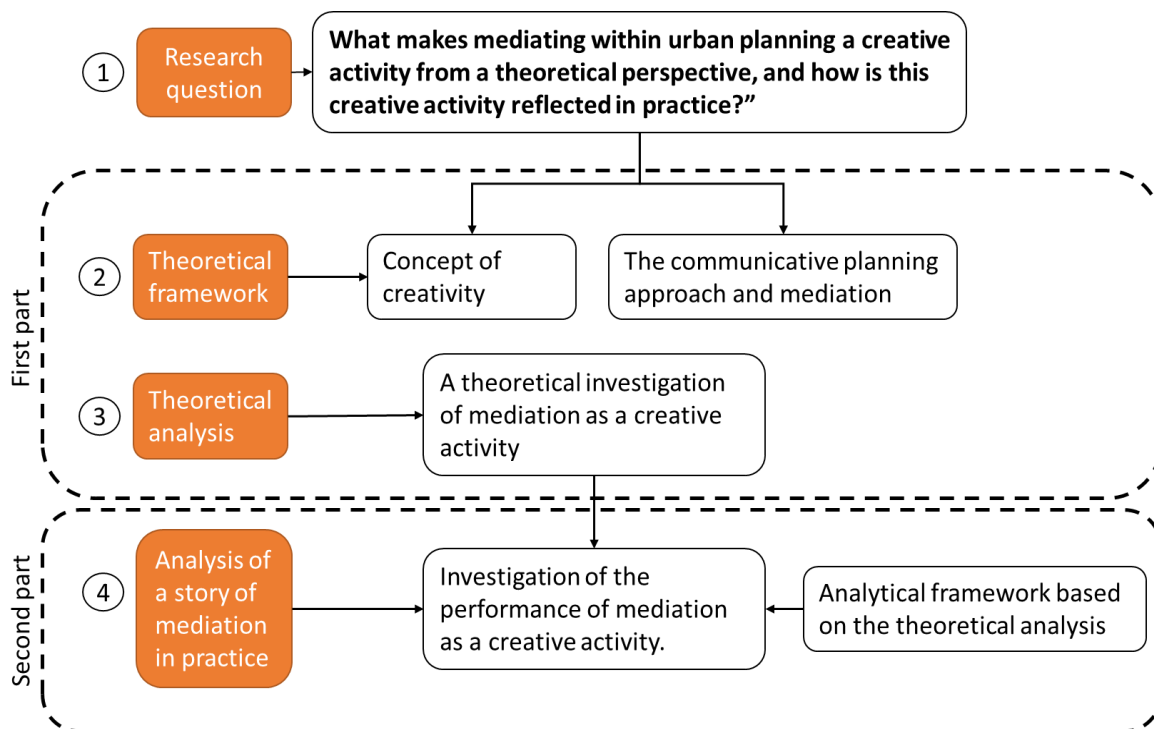 1
Research
question
What makes mediating within urban planning a creative
activity from a theoretical perspective, and how is this
creative activity reflected in practice?”
First part
2
Theoretical
framework
Concept of
creativity
The communicative planning
approach and mediation
3
Theoretical
analysis
A theoretical investigation
of mediation as a creative
activity
Second part
4
Analysis of
a story of
mediation
in practice
Investigation of the
performance of mediation
as a creative activity.
Analytical framework based
on the theoretical analysis